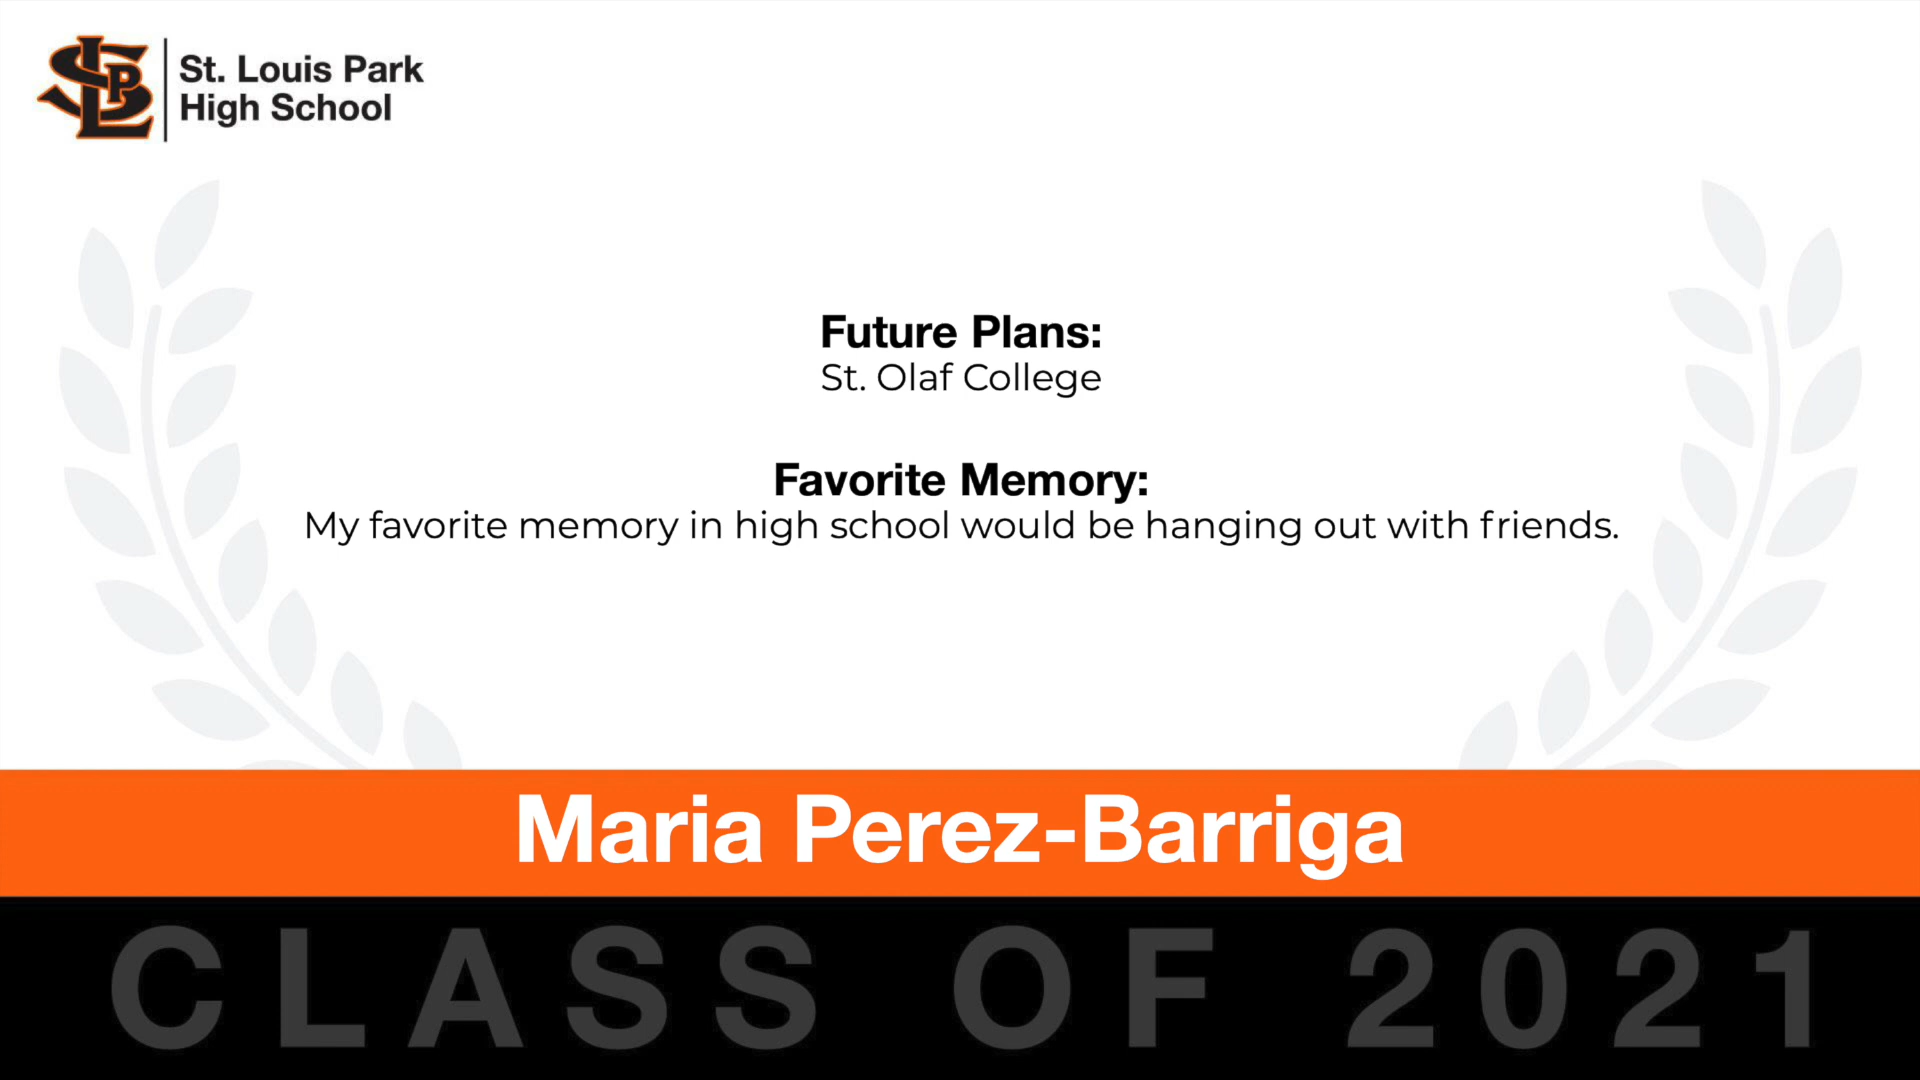 SLP
St. Louis Park
High School
Future Plans:
St. Olaf College
Favorite Memory:
My favorite memory in high school would be hanging out with friends.
Maria Perez-Barriga
CLASS OF 2021